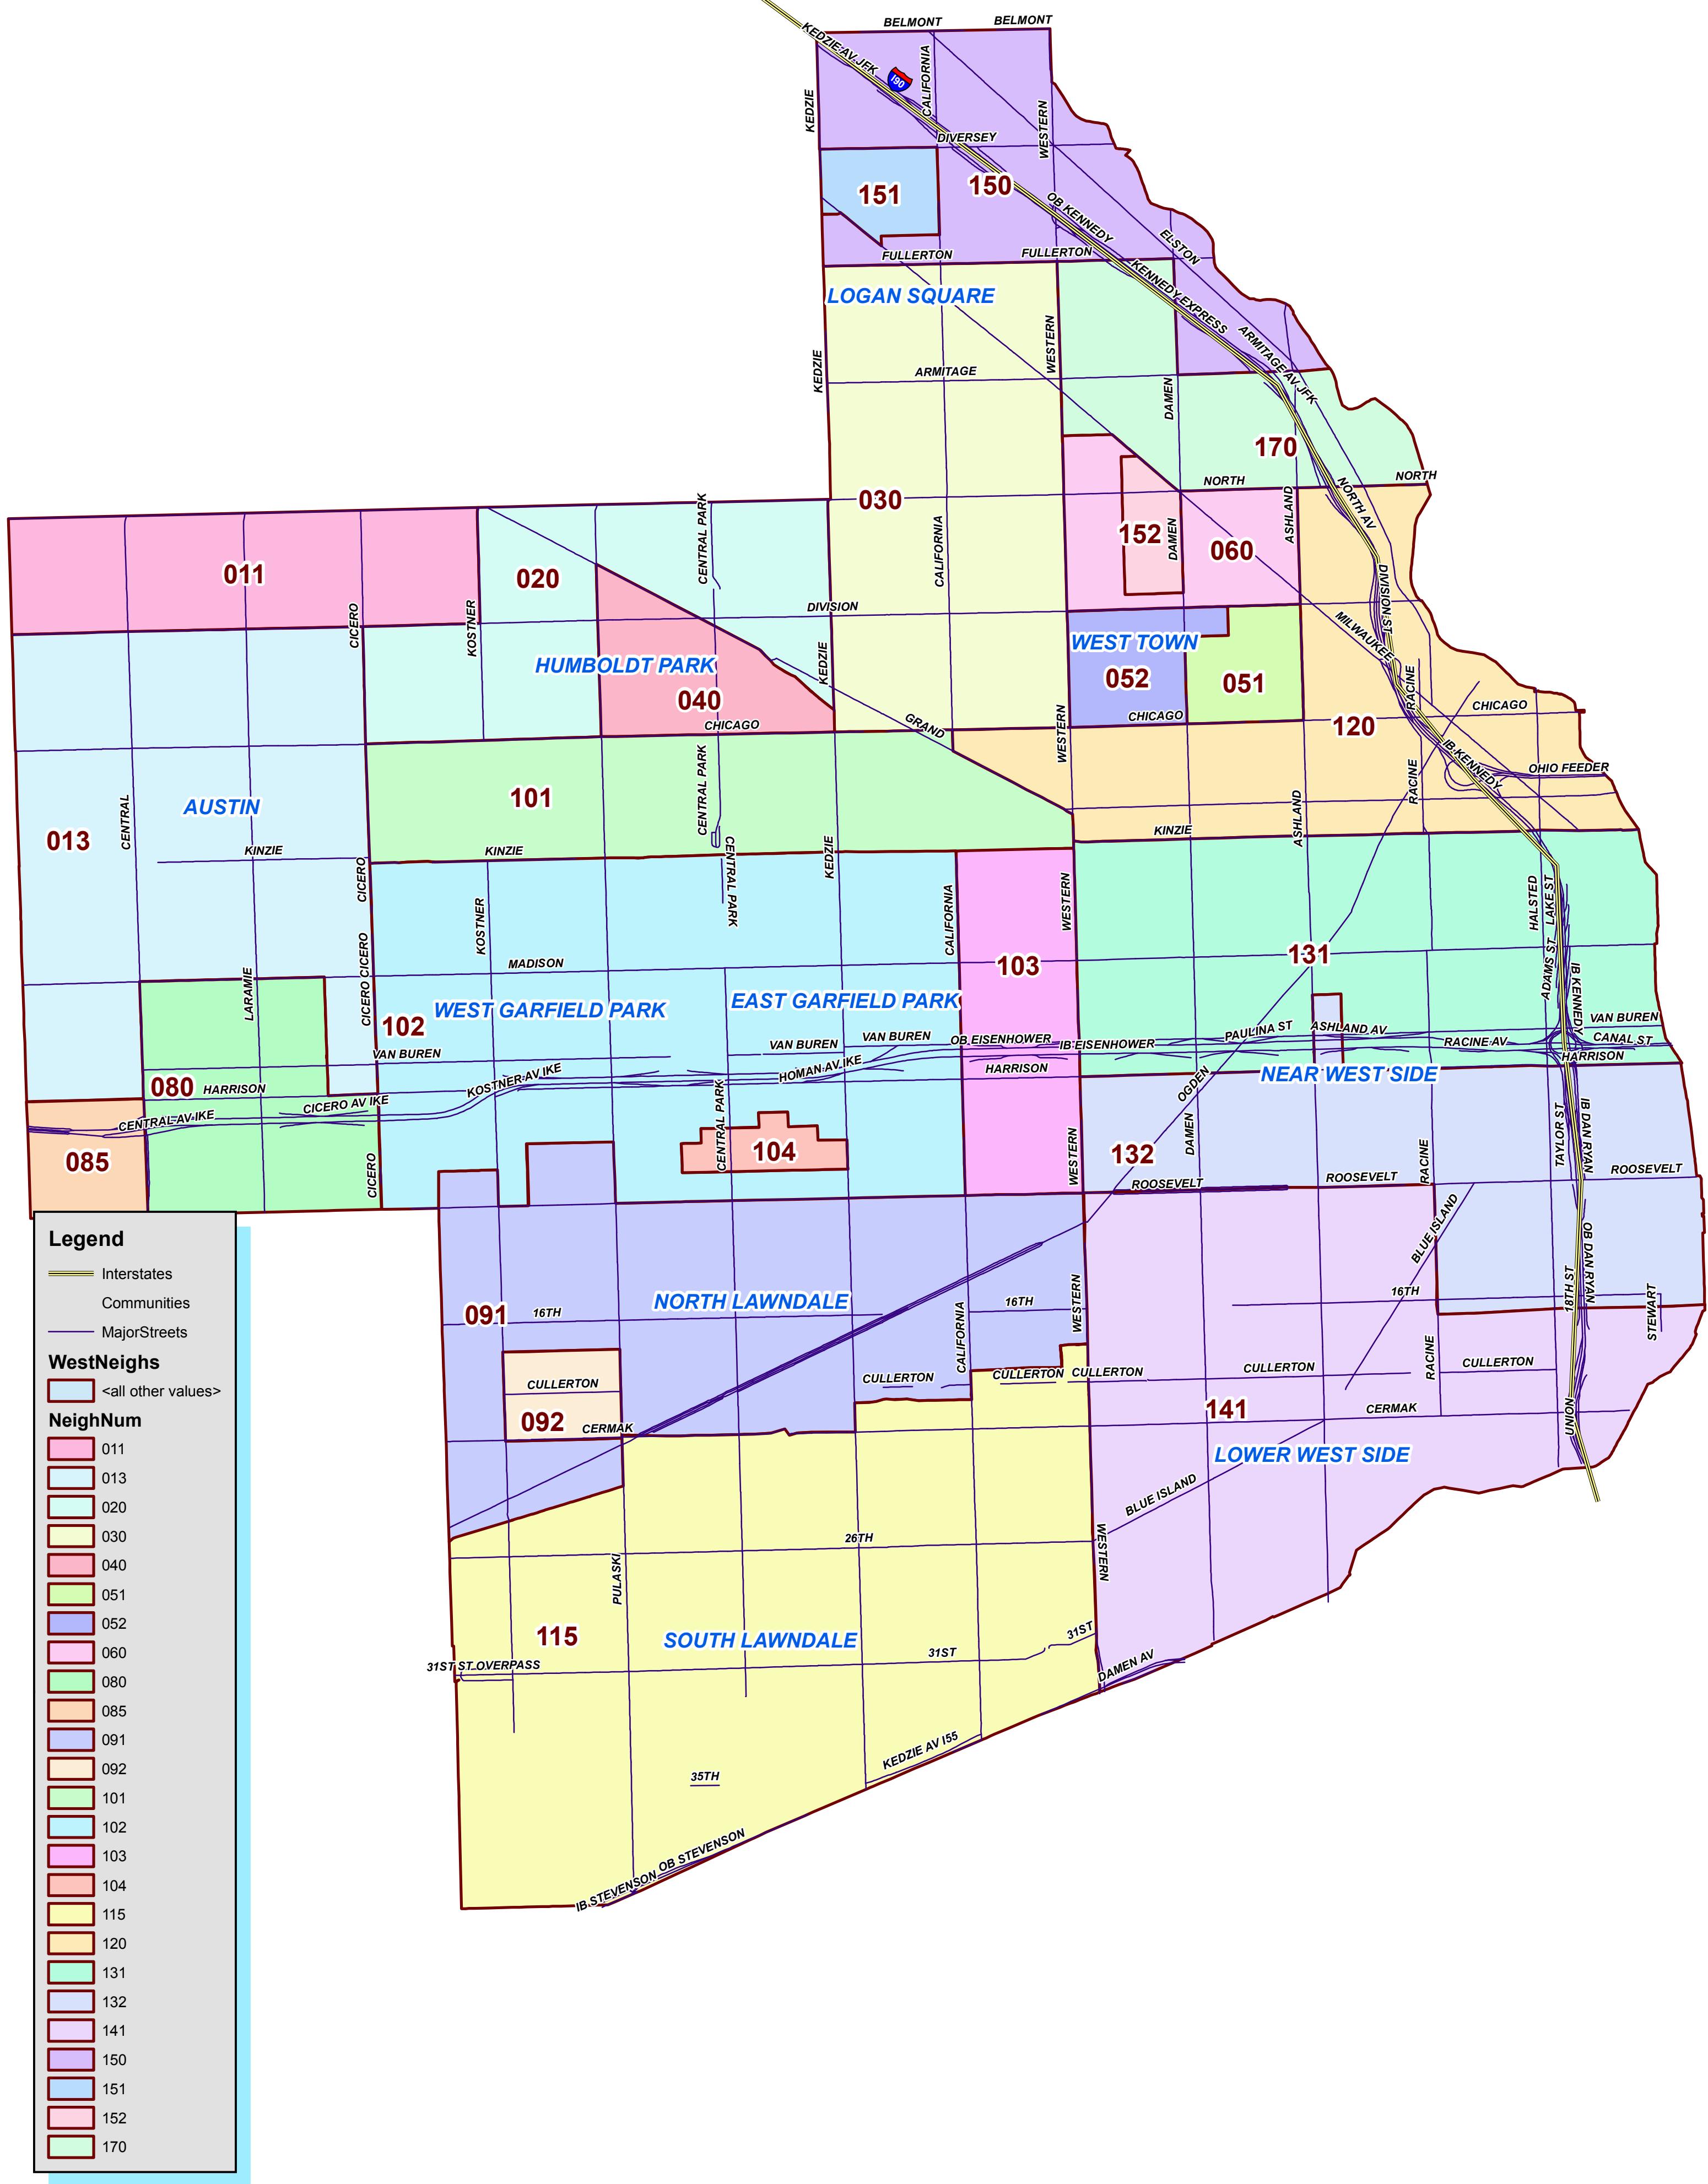 BELMONT
BELMONT
KEDZIE AV JFK
190
CALIFORNIA
KEDZIE
WESTERN
DIVERSEY
151
150
OB KENNEDY
ELSTON
FULLERTON
FULLERTON
KENNEDY EXPRESS
LOGAN SQUARE
WESTERN
KEDZIE
ARMITAGE
ARMITAGE AV JFK
DAMEN
170
NORTH
NORTH
030
NORTH AV
CENTRAL PARK
CALIFORNIA
152
DAMEN
060
ASHLAND
011
020
CICERO
KOSTNER
DIVISION
DIVISION ST
MILWAUKEE
HUMBOLDT PARK
KEDZIE
WEST TOWN
052
051
040
RACINE
CHICAGO
GRAND
WESTERN
CHICAGO
CHICAGO
120
IB KENNEDY
OHIO FEEDER
101
CENTRAL PARK
RACINE
AUSTIN
CENTRAL
013
KINZIE
KINZIE
KINZIE
ASHLAND
CICERO
CENTRAL PARK
KEDZIE
KOSTNER
CALIFORNIA
WESTERN
HALSTED
LAKE ST
CICERO CICERO
MADISON
103
131
ADAMS ST
IB KENNEDY
LARAMIE
WEST GARFIELD PARK
EAST GARFIELD PARK
102
VAN BUREN
VAN BUREN
VAN BUREN
OB EISENHOWER
IB EISENHOWER
PAULINA ST
ASHLAND AV
RACINE AV
VAN BUREN
CANAL ST
HARRISON
080
HARRISON
KOSTNER AV IKE
HOMAN AV IKE
HARRISON
NEAR WEST SIDE
OGDEN
CENTRAL AV IKE
CICERO AV IKE
CENTRAL PARK
085
CICERO
104
WESTERN
132
DAMEN
RACINE
TAYLOR ST
IB DAN RYAN
ROOSEVELT
ROOSEVELT
ROOSEVELT
BLUE ISLAND
OB DAN RYAN
091
16TH
NORTH LAWNDALE
16TH
CALIFORNIA
WESTERN
16TH
18TH ST
STEWART
CULLERTON
CULLERTON
CULLERTON
CULLERTON
CULLERTON
RACINE
CULLERTON
092
CERMAK
141
CERMAK
UNION
LOWER WEST SIDE
BLUE ISLAND
26TH
WESTERN
PULASKI
115
SOUTH LAWNDALE
31ST ST OVERPASS
31ST
31ST
DAMEN AV
KEDZIE AV I55
35TH
IB STEVENSON
OB STEVENSON
Legend
Interstates
Communities
MajorStreets
WestNeighs
<all other values>
NeighNum
011
013
020
030
040
051
052
060
080
085
091
092
101
102
103
104
115
120
131
132
141
150
151
152
170